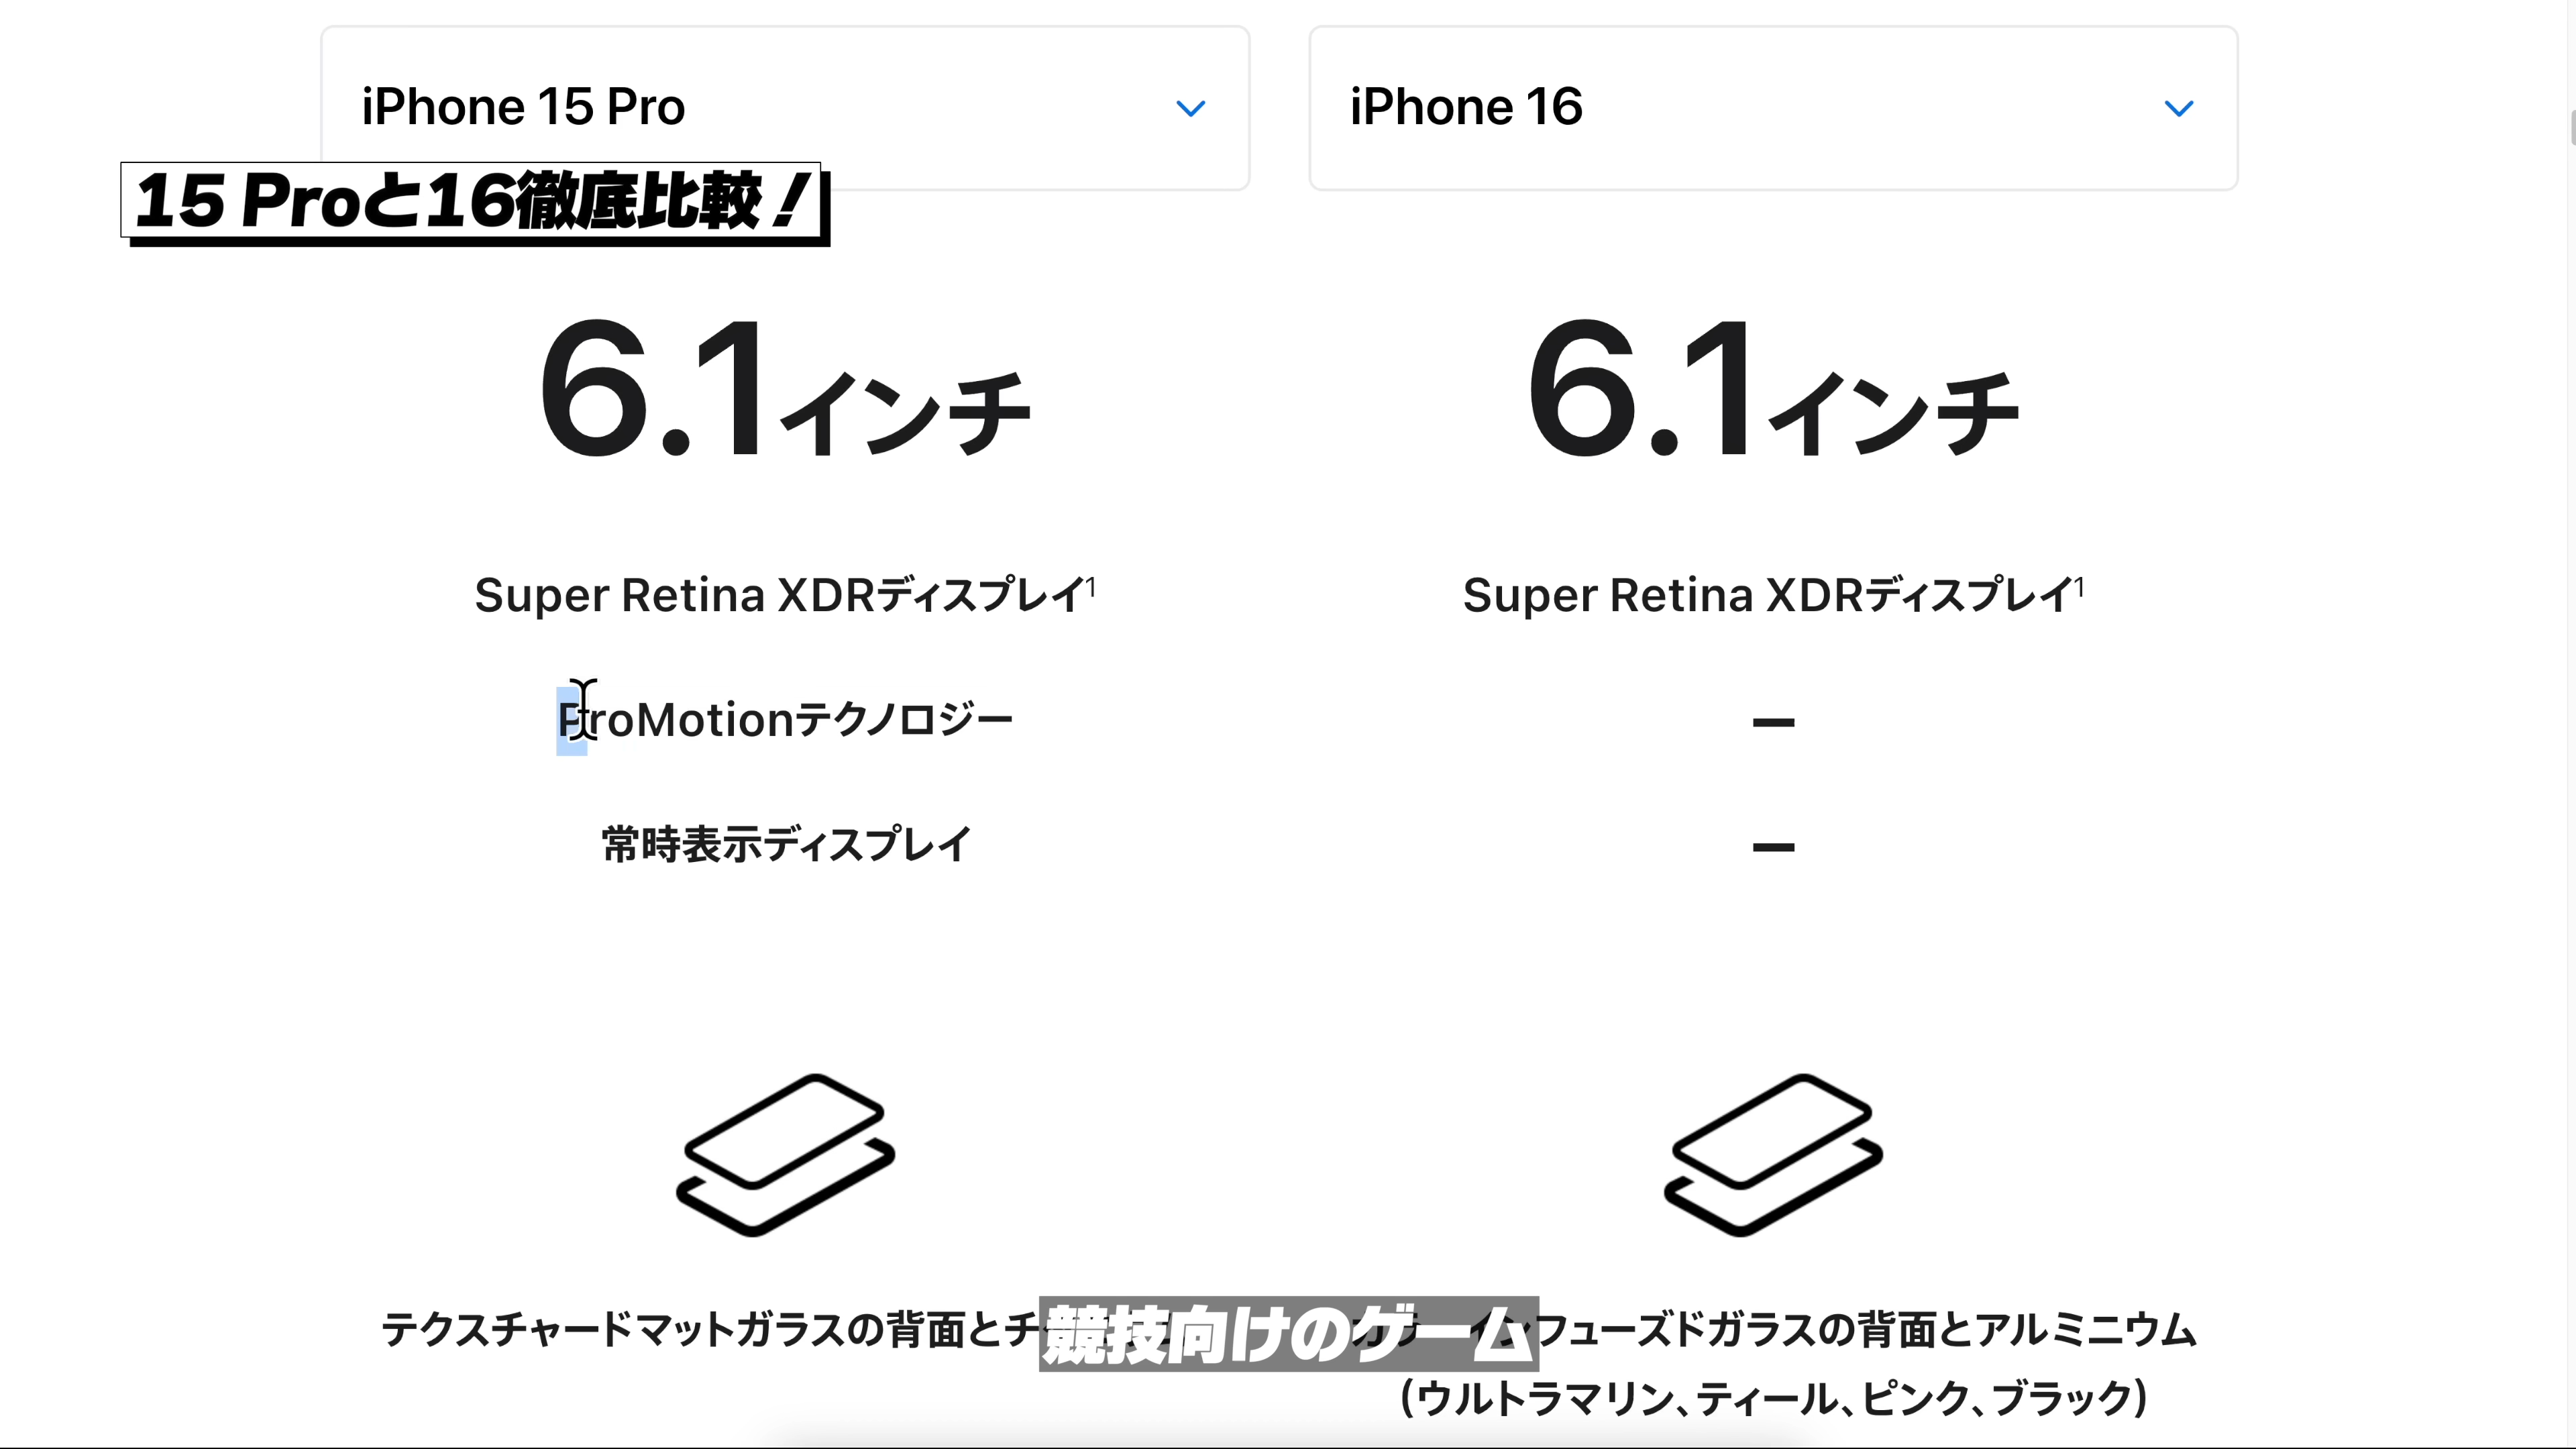 iPhone 15 Pro
iPhone 16
15 Proと16徹底比較！
6.1インチ
6.1インチ
Super Retina XDRディスプレイ1
Super Retina XDRディスプレイ1
ProMotionテクノロジー
–
常時表示ディスプレイ
–
テクスチャードマットガラスの背面とチ
フューズドガラスの背面とアルミニウム
競技向けのゲーム
(ウルトラマリン、ティール、ピンク、ブラック)